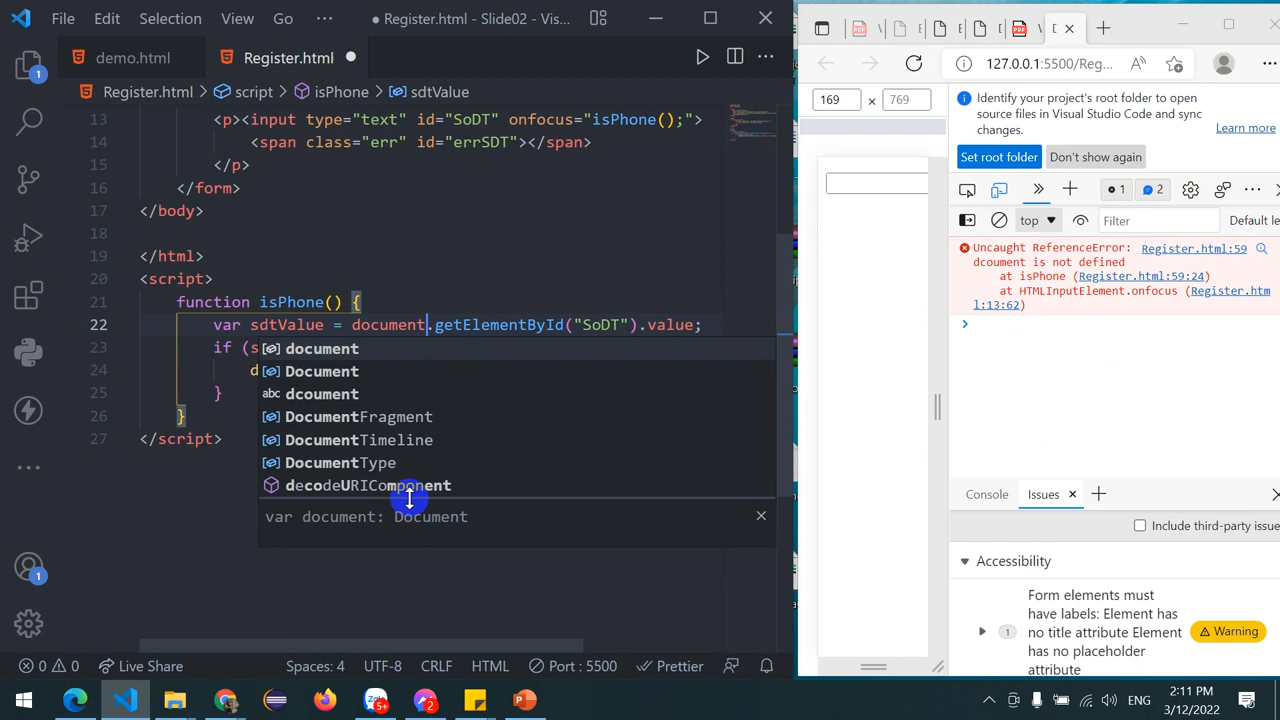 File Edit Selection View Go ··· ● Register.html - Slide02 - Vis...
demo.html Register.html ●
Register.html > script > isPhone > sdtValue
13 <p><input type="text" id="SoDT" onfocus="isPhone();">
14 <span class="err" id="errSDT"></span>
15 </p>
16 </form>
17 </body>
18
19 </html>
20 <script>
21 function isPhone() {
22 var sdtValue = document.getElementById("SoDT").value;
23 if (s
24 d
25 }
26 }
27 </script>
document
Document
abc dcoument
DocumentFragment
DocumentTimeline
DocumentType
decodeURIComponent
var document: Document
1
1
0 0 Live Share Spaces: 4 UTF-8 CRLF HTML Port : 5500 Prettier
127.0.0.1:5500/Reg...
169 x 769
Identify your project's root folder to open
source files in Visual Studio Code and sync
changes.
Learn more
Set root folder Don't show again
1 2
top Filter Default le
Uncaught ReferenceError: Register.html:59
dcoument is not defined
at isPhone (Register.html:59:24)
at HTMLInputElement.onfocus (Register.htm
l:13:62)
Console Issues
Include third-party issue
Accessibility
Form elements must
have labels: Element has
1 no title attribute Element Warning
has no placeholder
attribute
5+ 2 ENG 2:11 PM
3/12/2022